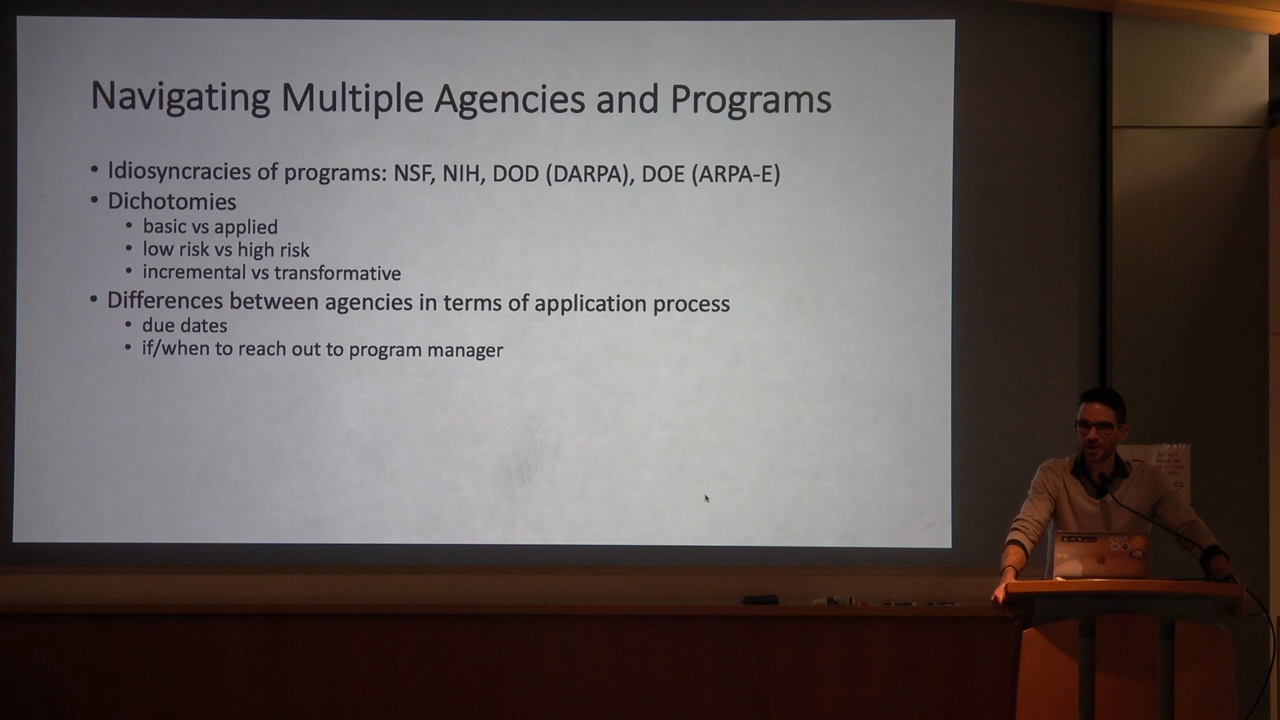 Navigating Multiple Agencies and Programs
• Idiosyncracies of programs: NSF, NIH, DOD (DARPA), DOE (ARPA-E)
• Dichotomies
• basic vs applied
• low risk vs high risk
• incremental vs transformative
• Differences between agencies in terms of application process
• due dates
• if/when to reach out to program manager